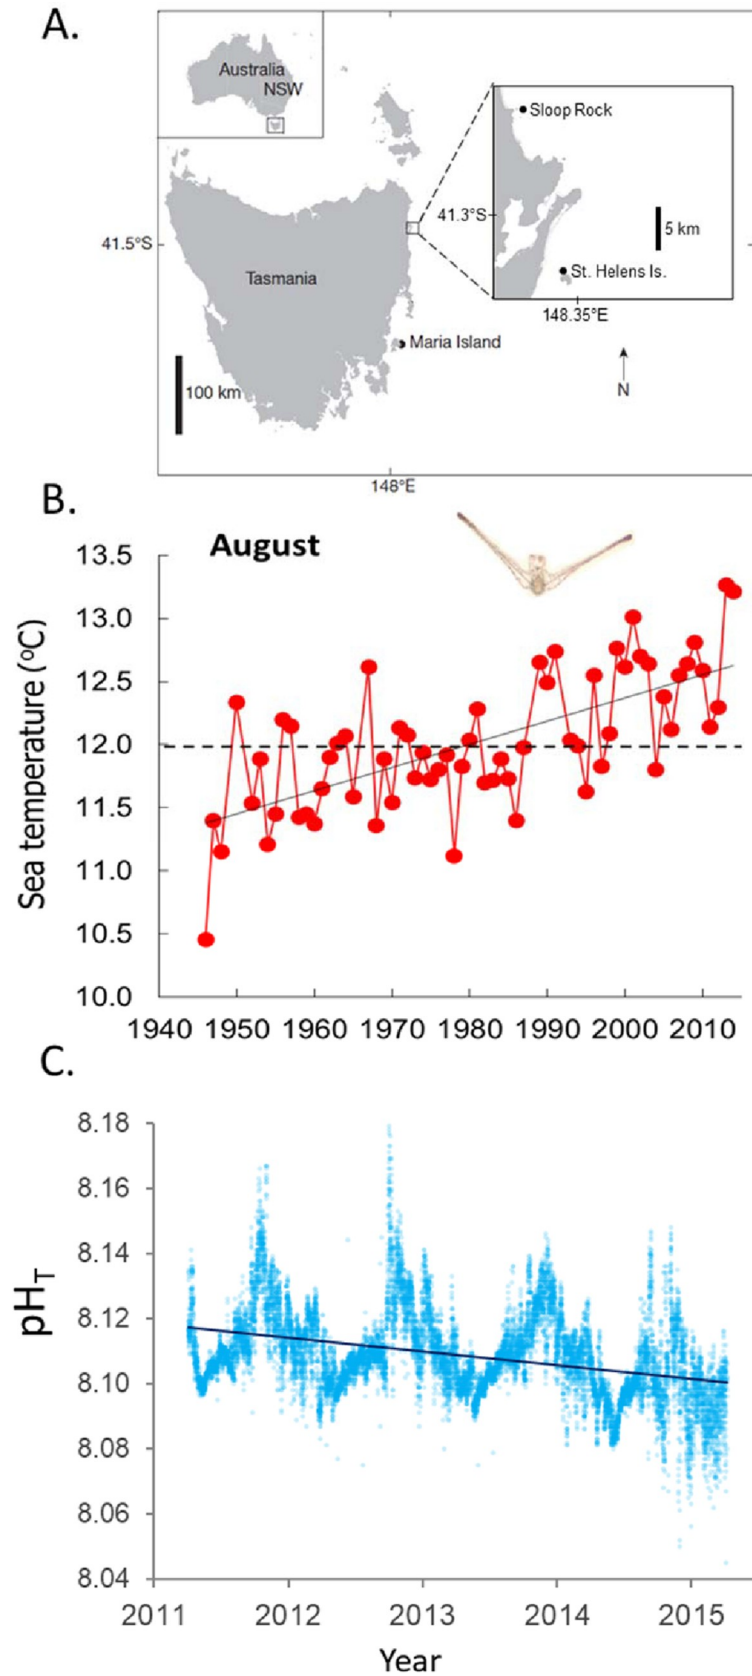 A.
Australia
NSW
Sloop Rock
41.3°S
5 km
St. Helens Is.
148.35°E
41.5°S
Tasmania
Maria Island
100 km
N
148°E
B.
August
Sea temperature (ºC)
13.5
13.0
12.5
12.0
11.5
11.0
10.5
10.0
1940 1950 1960 1970 1980 1990 2000 2010
C.
pHT
8.18
8.16
8.14
8.12
8.10
8.08
8.06
8.04
2011 2012 2013 2014 2015
Year